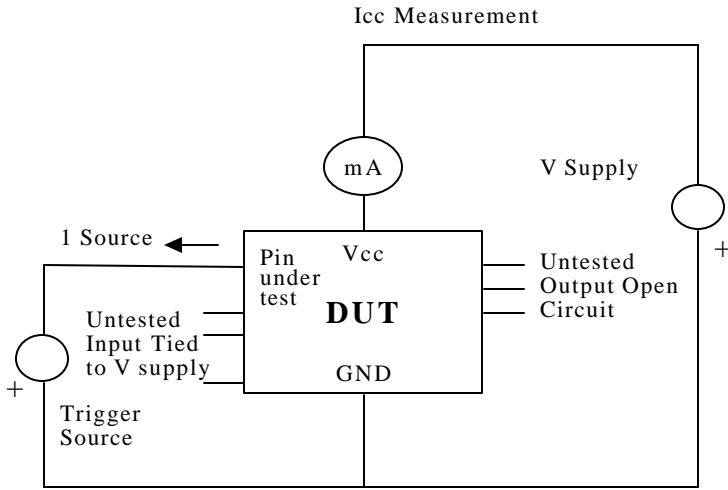 Icc Measurement
mA
V Supply
+
1 Source
Vcc
Pin
under
test
DUT
Untested
Output Open
Circuit
Untested
Input Tied
to V supply
GND
+
Trigger
Source